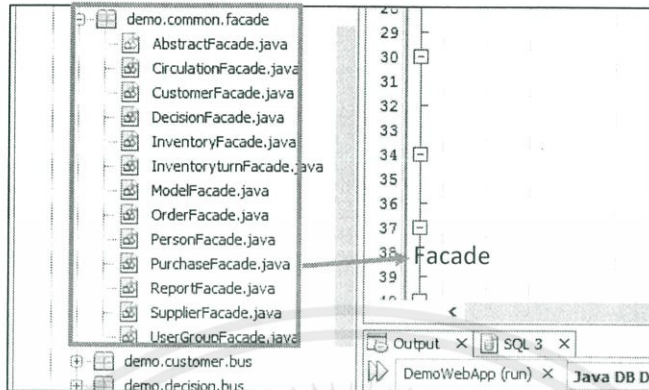 demo.common.facade
AbstractFacade.java
CirculationFacade.java
CustomerFacade.java
DecisionFacade.java
InventoryFacade.java
InventoryturnFacade.java
ModelFacade.java
OrderFacade.java
PersonFacade.java
PurchaseFacade.java
ReportFacade.java
SupplierFacade.java
UserGroupFacade.java
demo.customer.bus
demo.decision.bus
28
29
30
31
32
33
34
35
36
37
38
39
Facade
Output
SQL 3
DemoWebApp (run)
Java DB D